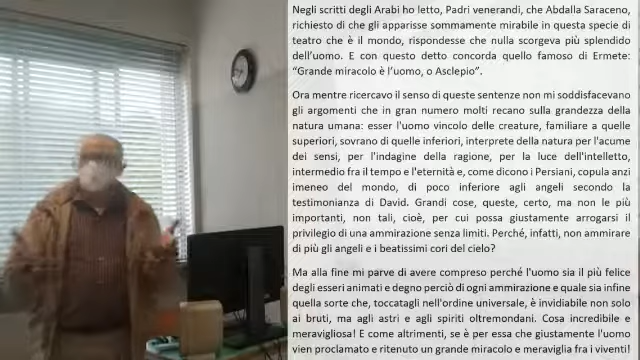 Negli scritti degli Arabi ho letto, Padri venerandi, che Abdalla Saraceno,
richiesto di che gli apparisse sommamente mirabile in questa specie di
teatro che è il mondo, rispondesse che nulla scorgeva più splendido
dell'uomo. E con questo detto concorda quello famoso di Ermete:
“Grande miracolo è l'uomo, o Asclepio”.
Ora mentre ricercavo il senso di queste sentenze non mi soddisfacevano
gli argomenti che in gran numero molti recano sulla grandezza della
natura umana: esser l'uomo vincolo delle creature, familiare a quelle
superiori, sovrano di quelle inferiori, interprete della natura per l'acume
dei sensi, per l'indagine della ragione, per la luce dell'intelletto,
intermedio fra il tempo e l'eternità e, come dicono i Persiani, copula anzi
imeneo del mondo, di poco inferiore agli angeli secondo la
testimonianza di David. Grandi cose, queste, certo, ma non le più
importanti, non tali, cioè, per cui possa giustamente arrogarsi il
privilegio di una ammirazione senza limiti. Perché, infatti, non ammirare
di più gli angeli e i beatissimi cori del cielo?
Ma alla fine mi parve di avere compreso perché l'uomo sia il più felice
degli esseri animati e degno perciò di ogni ammirazione e quale sia infine
quella sorte che, toccatagli nell'ordine universale, è invidiabile non solo
ai bruti, ma agli astri e agli spiriti oltremondani. Cosa incredibile e
meravigliosa! E come altrimenti, se è per essa che giustamente l'uomo
vien proclamato e ritenuto un grande miracolo e meraviglia fra i viventi!